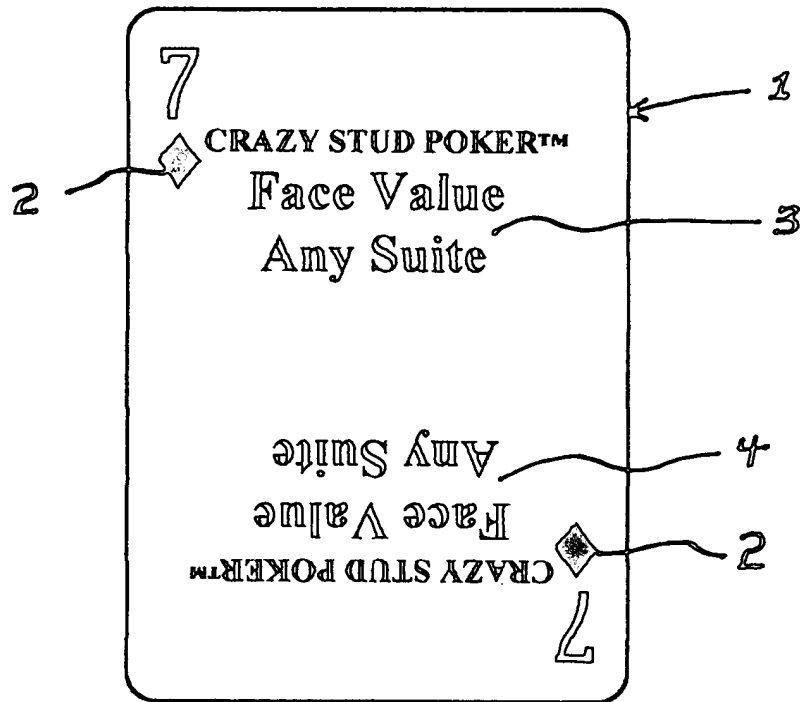 7
1
CRAZY STUD POKER™
2
Face Value
3
Any Suite
Any Suite
4
Face Value
2
CRAZY STUD POKER™
7